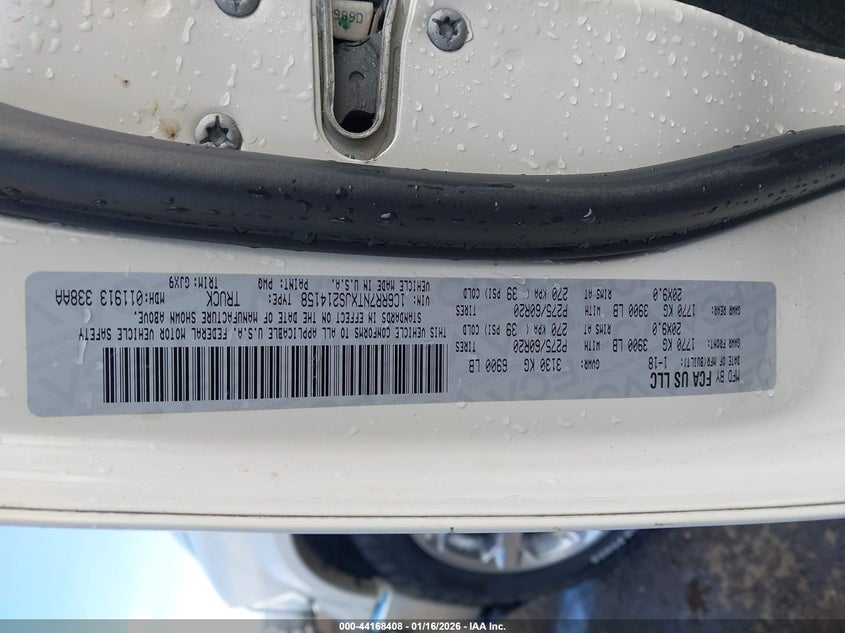 MFD BY FCA US LLC
DATE OF MFR(BUILT): 1-18
GVWR: 3130 KG 6900 LB
GAWR FRONT: 1770 KG 3900 LB WITH P275/60R20 TIRES
20X9.0 RIMS AT 270 KPA ( 39 PSI) COLD
GAWR REAR: 1770 KG 3900 LB WITH P275/60R20 TIRES
20X9.0 RIMS AT 270 KPA ( 39 PSI) COLD
THIS VEHICLE CONFORMS TO ALL APPLICABLE U.S.A. FEDERAL MOTOR VEHICLE SAFETY
STANDARDS IN EFFECT ON THE DATE OF MANUFACTURE SHOWN ABOVE.
VIN: 1C6RR7NTXJS214158 TYPE: TRUCK MDH:011913 338AA
VEHICLE MADE IN U.S.A. PAINT: PWG TRIM: GJX9
000-44168408 - 01/16/2026 - IAA Inc.